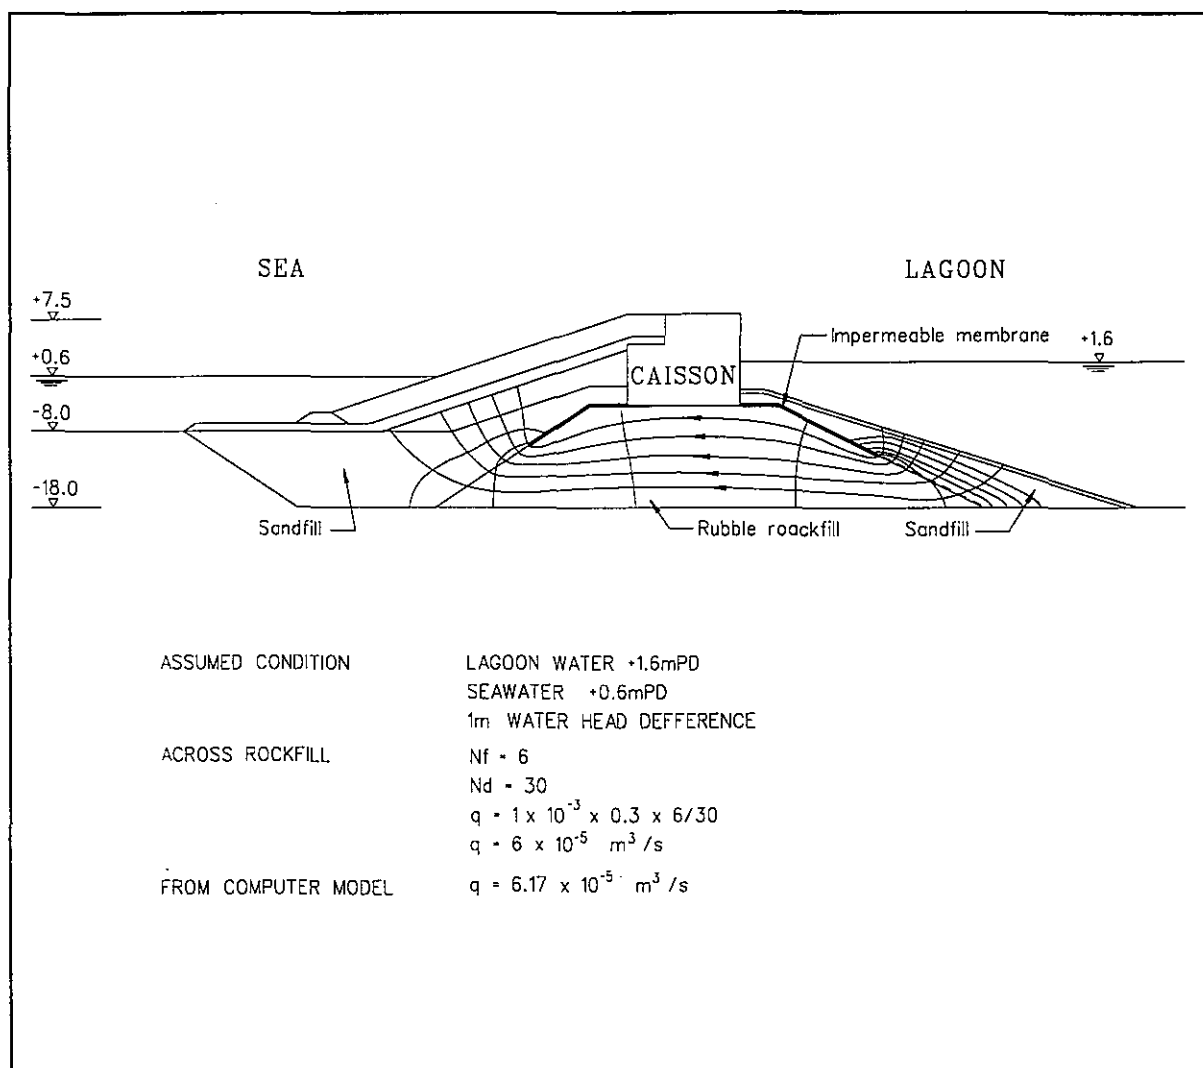 SEA
LAGOON
+7.5
+0.6
-8.0
-18.0
Impermeable membrane
+1.6
CAISSON
Sandfill
Rubble roackfill
Sandfill
ASSUMED CONDITION
LAGOON WATER +1.6mPD
SEAWATER +0.6mPD
1m WATER HEAD DEFFERENCE
ACROSS ROCKFILL
Nf = 6
Nd = 30
q = 1 x 10⁻³ x 0.3 x 6/30
q = 6 x 10⁻⁵ m³/s
FROM COMPUTER MODEL
q = 6.17 x 10⁻⁵ m³/s